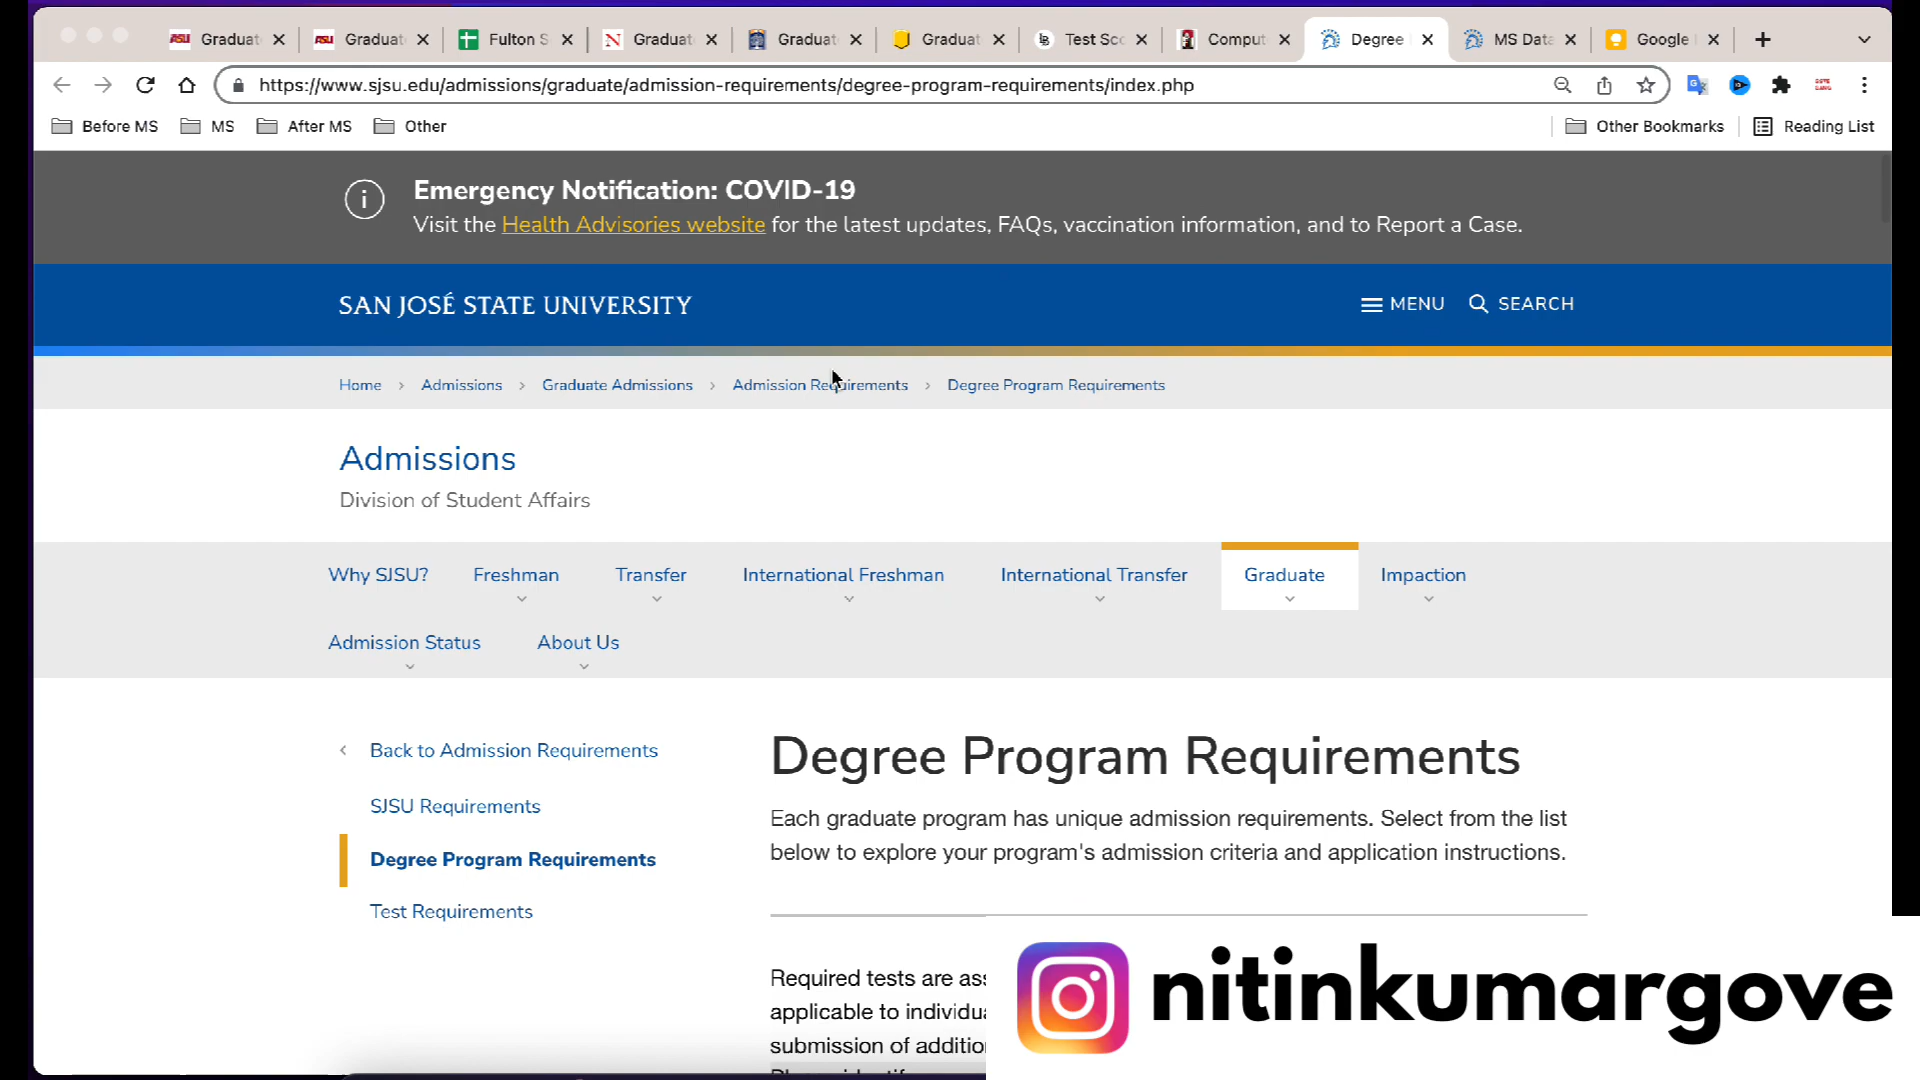 Graduat
Graduat
Fulton S
Graduat
Graduat
Graduat
Test Sco
Comput
Degree
MS Data
Google
https://www.sjsu.edu/admissions/graduate/admission-requirements/degree-program-requirements/index.php
Before MS
MS
After MS
Other
Other Bookmarks
Reading List
Emergency Notification: COVID-19
Visit the Health Advisories website for the latest updates, FAQs, vaccination information, and to Report a Case.
SAN JOSÉ STATE UNIVERSITY
MENU
SEARCH
Home > Admissions > Graduate Admissions > Admission Requirements > Degree Program Requirements
Admissions
Division of Student Affairs
Why SJSU?
Freshman
Transfer
International Freshman
International Transfer
Graduate
Impaction
Admission Status
About Us
Back to Admission Requirements
SJSU Requirements
Degree Program Requirements
Test Requirements
Degree Program Requirements
Each graduate program has unique admission requirements. Select from the list
below to explore your program's admission criteria and application instructions.
Required tests are ass
applicable to individua
submission of additio
nitinkumargove